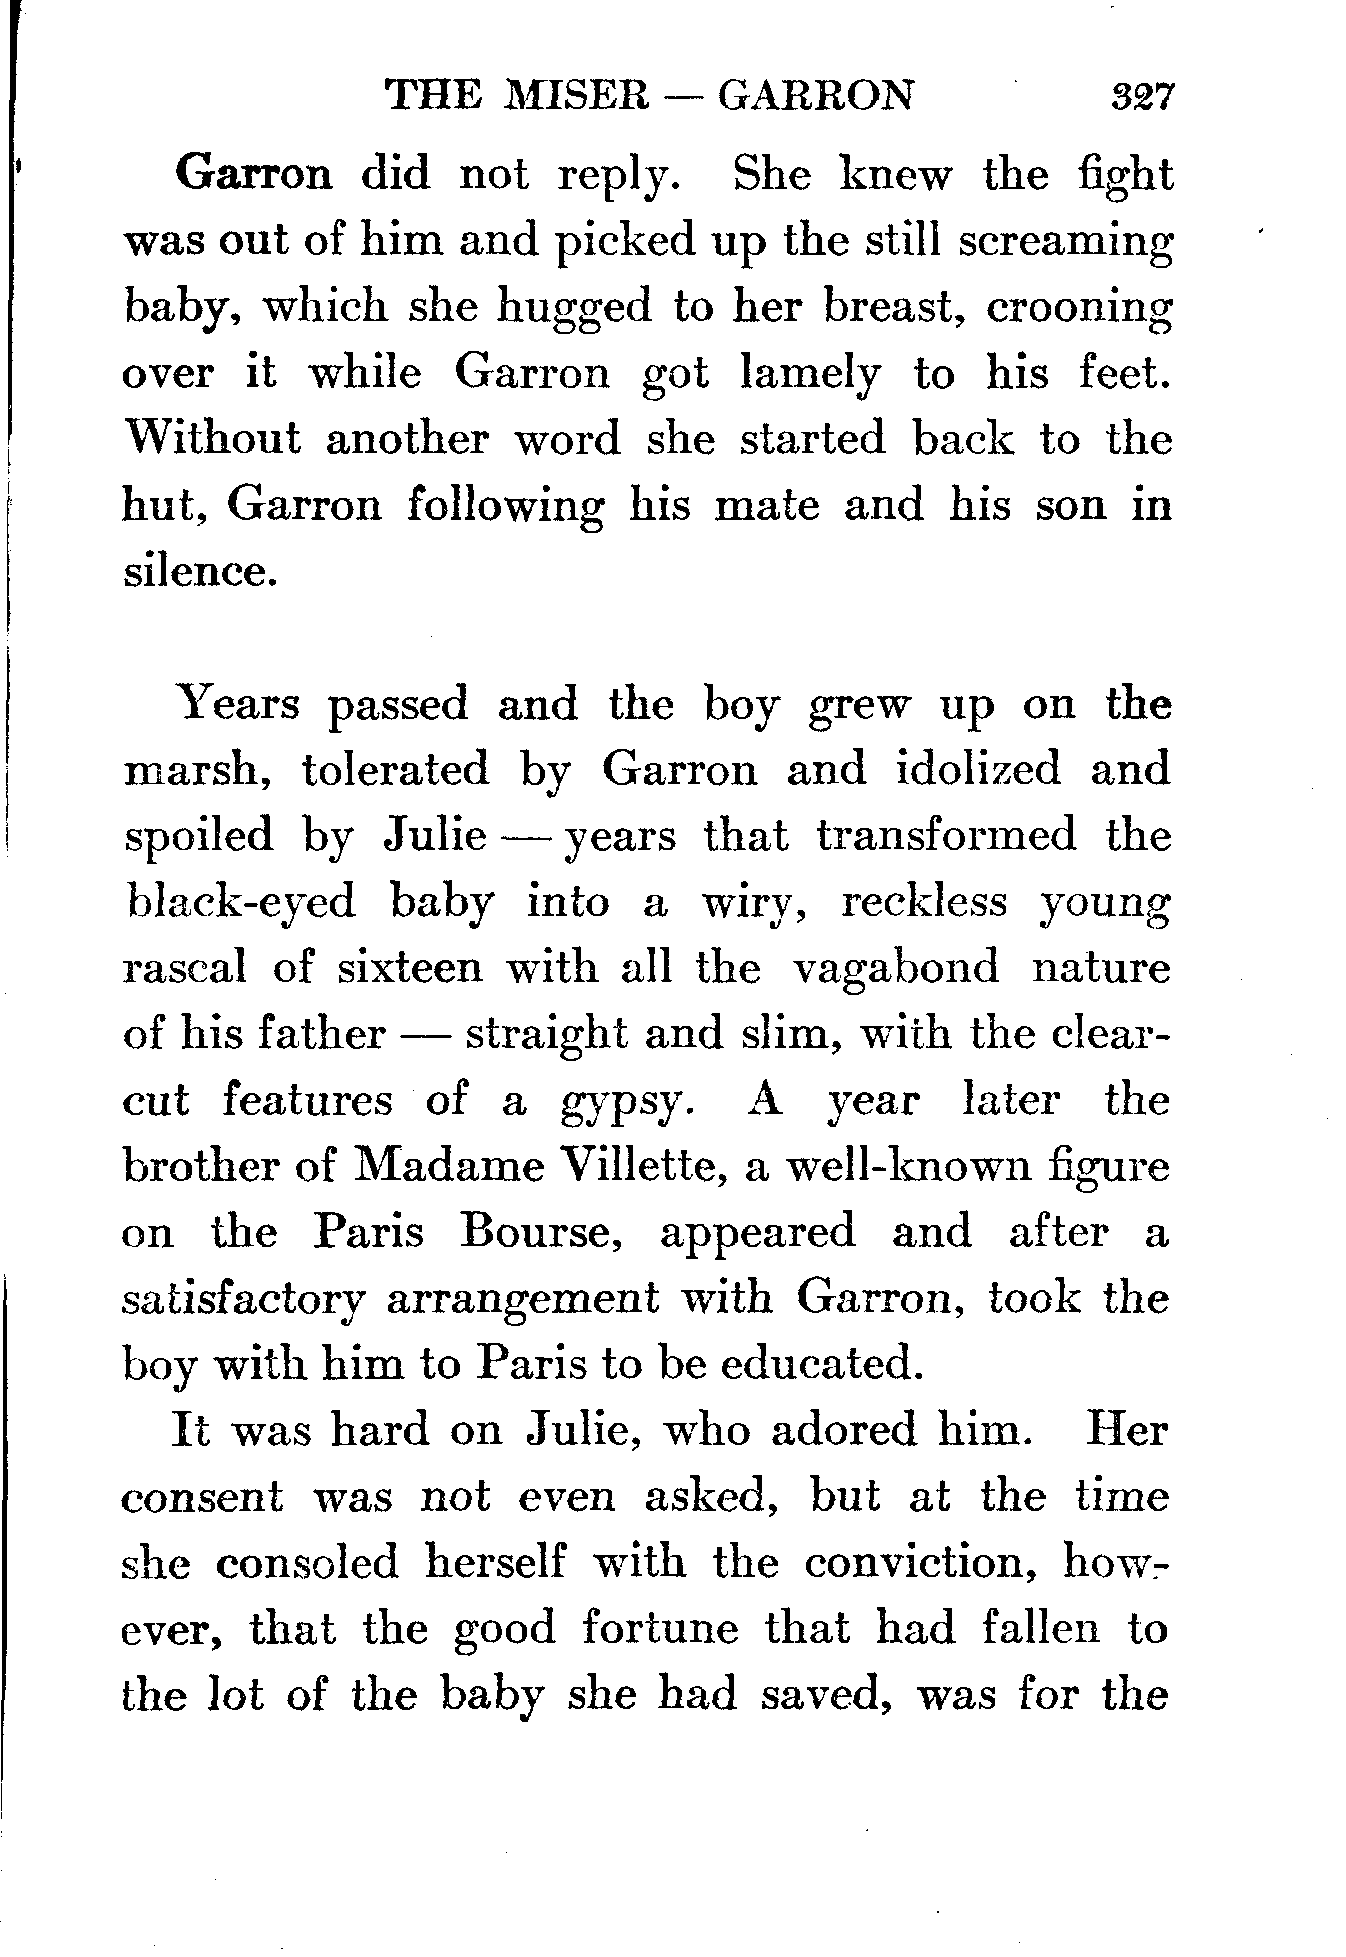 THE MISER — GARRON 327
Garron did not reply. She knew the fight
was out of him and picked up the still screaming
baby, which she hugged to her breast, crooning
over it while Garron got lamely to his feet.
Without another word she started back to the
hut, Garron following his mate and his son in
silence.
Years passed and the boy grew up on the
marsh, tolerated by Garron and idolized and
spoiled by Julie — years that transformed the
black-eyed baby into a wiry, reckless young
rascal of sixteen with all the vagabond nature
of his father — straight and slim, with the clear-
cut features of a gypsy. A year later the
brother of Madame Villette, a well-known figure
on the Paris Bourse, appeared and after a
satisfactory arrangement with Garron, took the
boy with him to Paris to be educated.
It was hard on Julie, who adored him. Her
consent was not even asked, but at the time
she consoled herself with the conviction, how-
ever, that the good fortune that had fallen to
the lot of the baby she had saved, was for the